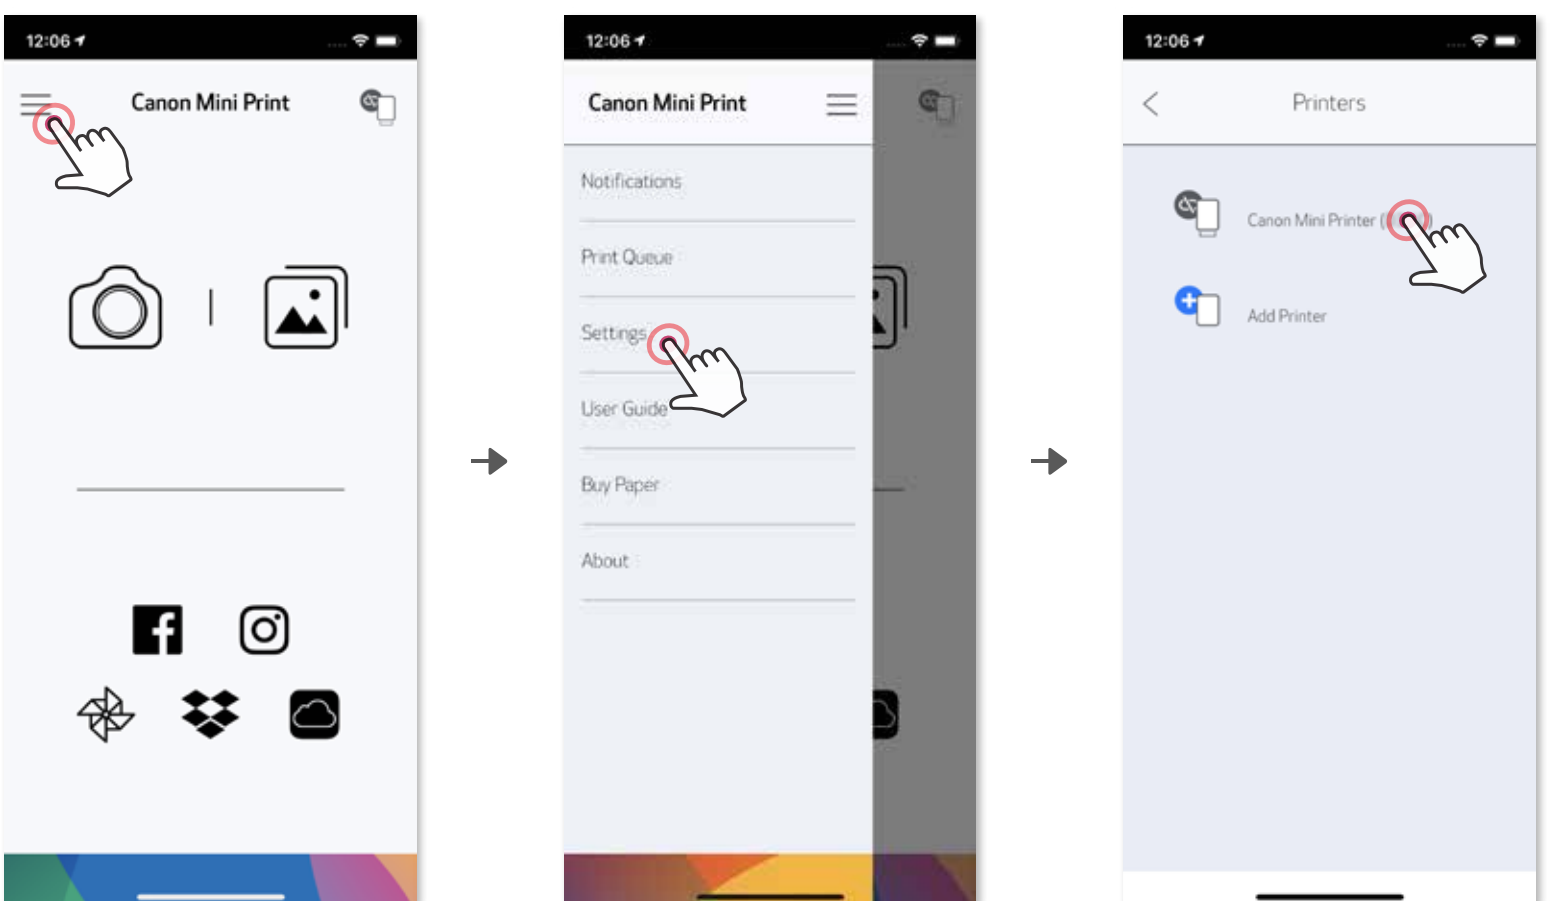 12:06
Canon Mini Print
12:06
Canon Mini Print
Notifications
Print Queue
Settings
User Guide
Buy Paper
About
12:06
Printers
Canon Mini Printer (
Add Printer